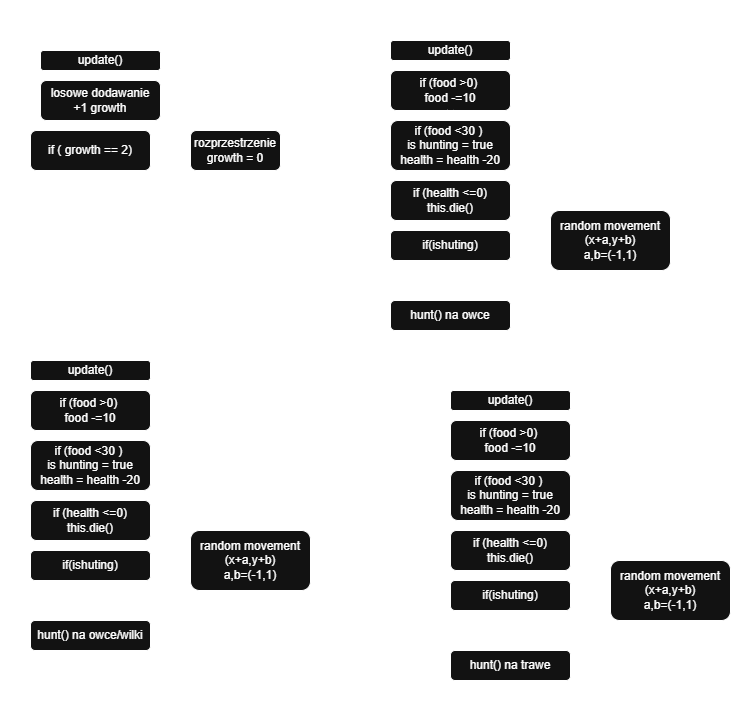 update()
losowe dodawanie
+1 growth
if ( growth == 2)
rozprzestrzenie
growth = 0
update()
if (food >0)
food -=10
if (food <30 )
is hunting = true
health = health -20
if (health <=0)
this.die()
if(ishuting)
random movement
(x+a,y+b)
a,b=(-1,1)
hunt() na owce
update()
if (food >0)
food -=10
if (food <30 )
is hunting = true
health = health -20
if (health <=0)
this.die()
if(ishuting)
random movement
(x+a,y+b)
a,b=(-1,1)
hunt() na owce/wilki
update()
if (food >0)
food -=10
if (food <30 )
is hunting = true
health = health -20
if (health <=0)
this.die()
if(ishuting)
random movement
(x+a,y+b)
a,b=(-1,1)
hunt() na trawe